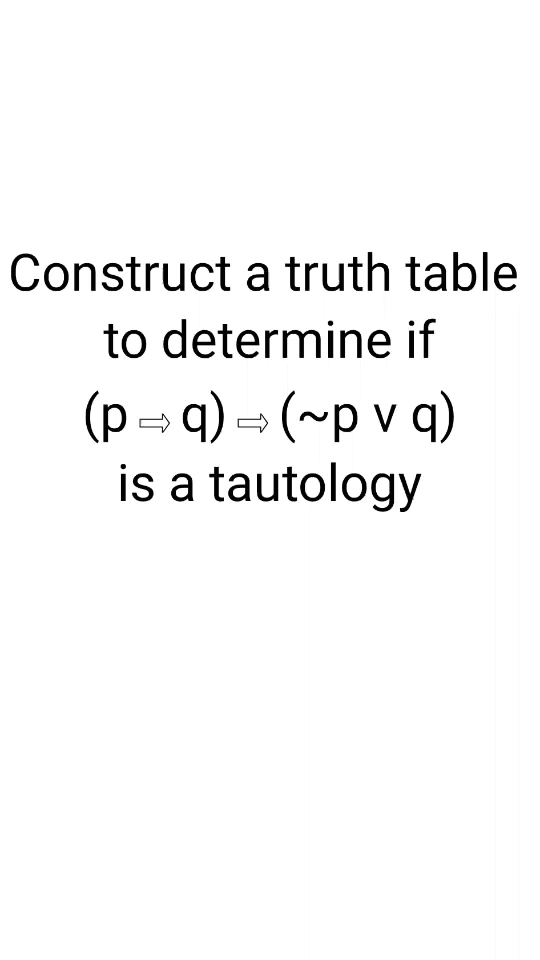 Construct a truth table
to determine if
(p ⇨ q) ⇨ (~p v q)
is a tautology